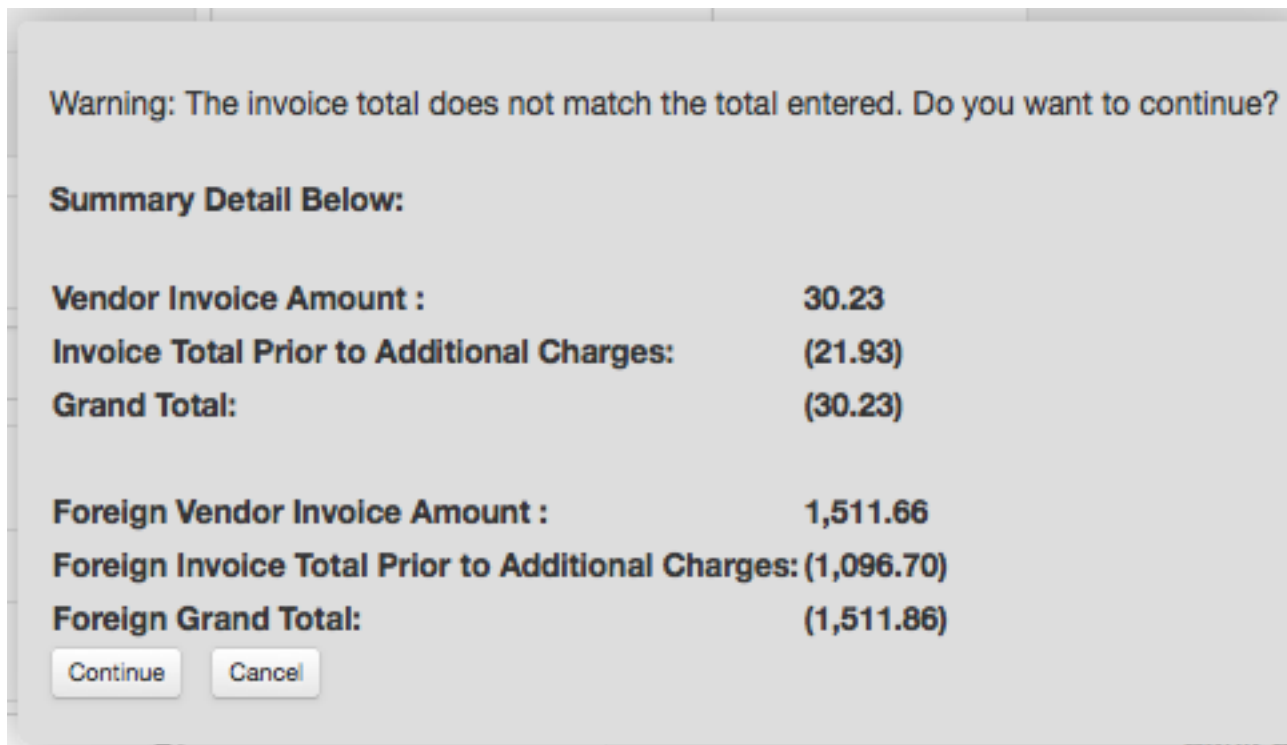 Warning: The invoice total does not match the total entered. Do you want to continue?
Summary Detail Below:
Vendor Invoice Amount : 30.23
Invoice Total Prior to Additional Charges: (21.93)
Grand Total: (30.23)
Foreign Vendor Invoice Amount : 1,511.66
Foreign Invoice Total Prior to Additional Charges: (1,096.70)
Foreign Grand Total: (1,511.86)
Continue Cancel